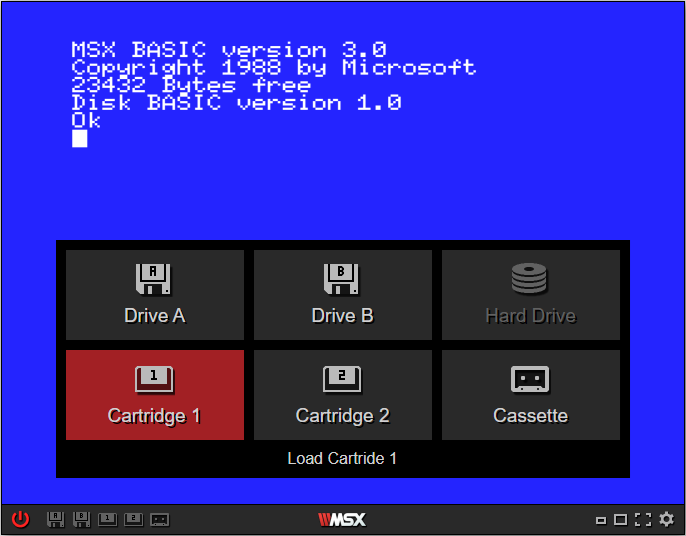 MSX BASIC version 3.0
Copyright 1988 by Microsoft
23432 Bytes free
Disk BASIC version 1.0
Ok
A
Drive A
B
Drive B
Hard Drive
1
Cartridge 1
2
Cartridge 2
Cassette
Load Cartride 1
A B 1 2
WMSX